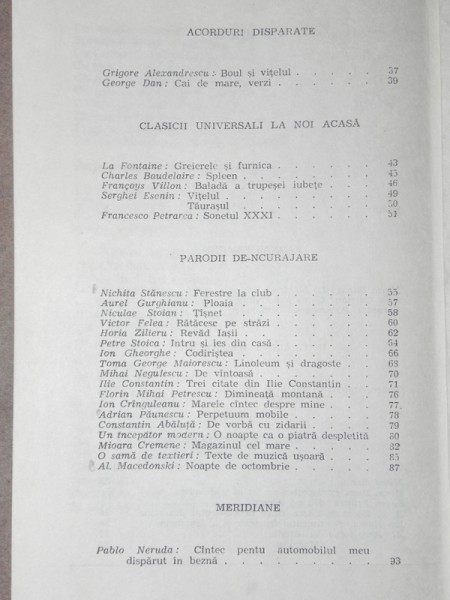 ACORDURI DISPARATE
Grigore Alexandrescu : Boul și vițelul . . . . . 37
George Dan : Cai de mare, verzi . . . . . 39
CLASICII UNIVERSALI LA NOI ACASĂ
La Fontaine : Greierele și furnica . . . . . 43
Charles Baudelaire : Spleen . . . . . 45
Françoys Villon : Baladă a trupeșei iubețe . . . . 46
Serghei Esenin : Vițelul . . . . . 49
Tăurașul . . . . . 50
Francesco Petrarca : Sonetul XXXI . . . . . 51
PARODII DE-NCURAJARE
Nichita Stănescu : Ferestre la club . . . . . 55
Aurel Gurghianu : Ploaia . . . . . 57
Niculae Stoian : Țîșnet . . . . . 58
Victor Felea : Rătăcesc pe străzi . . . . . 60
Horia Zilieru : Revăd Iașii . . . . . 62
Petre Stoica : Intru și ies din casă . . . . . 64
Ion Gheorghe : Codiriștea . . . . . 66
Toma George Maiorescu : Linoleum și dragoste . . 68
Mihai Negulescu : De vîntoasă . . . . . 70
Ilie Constantin : Trei citate din Ilie Constantin . . 71
Florin Mihai Petrescu : Dimineață montană . . . 76
Ion Crînguleanu : Marele cîntec despre mine . . . 77
Adrian Păunescu : Perpetuum mobile . . . . 78
Constantin Abăluță : De vorbă cu zidarii . . . . 79
Un începător modern : O noapte ca o piatră despletită 80
Mioara Cremene : Magazinul cel mare . . . . 82
O samă de textieri : Texte de muzică ușoară . . . 85
Al. Macedonski : Noapte de octombrie . . . . 87
MERIDIANE
Pablo Neruda : Cîntec pentu automobilul meu
dispărut în beznă . . . . . . . . 93